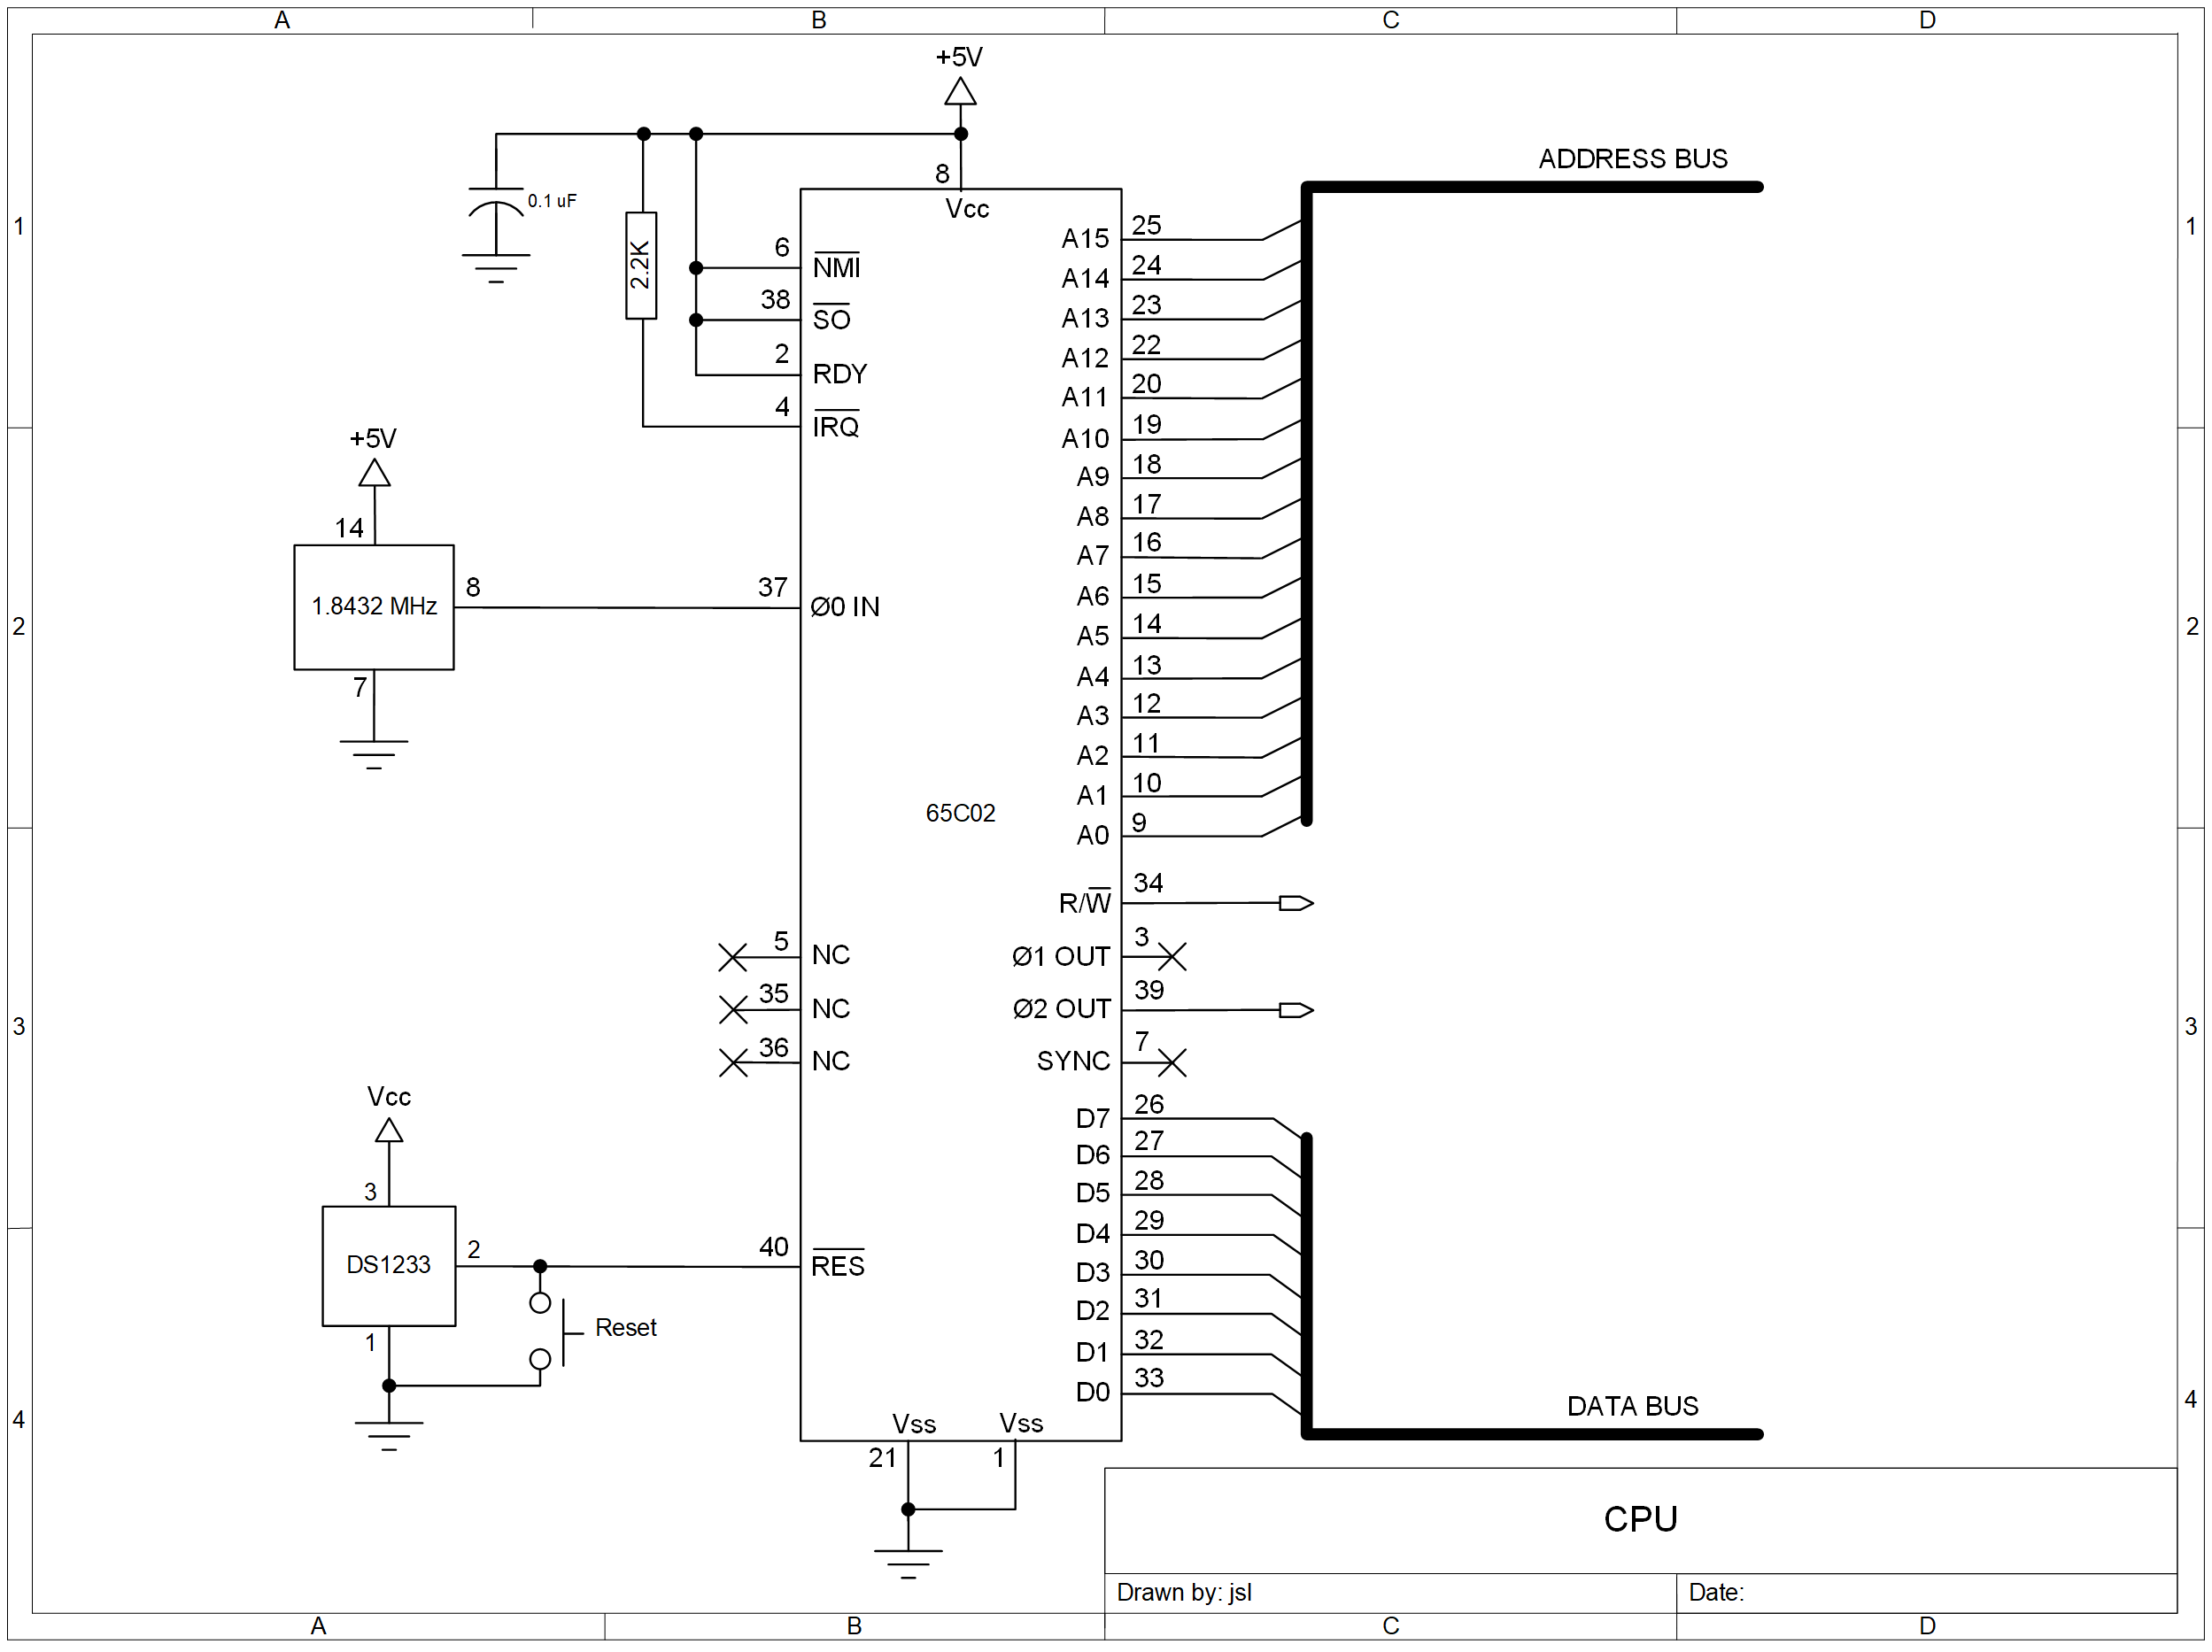 A B C D
+5V
ADDRESS BUS
8
Vcc
0.1 uF
1 1
2.2K
6 NMI
38 SO
2 RDY
4 IRQ
A15 25
A14 24
A13 23
A12 22
A11 20
A10 19
A9 18
A8 17
A7 16
A6 15
A5 14
A4 13
A3 12
A2 11
A1 10
A0 9
+5V
14
1.8432 MHz
8
7
37 Ø0 IN
2 2
65C02
R/W 34
Ø1 OUT 3
Ø2 OUT 39
SYNC 7
5 NC
35 NC
36 NC
3 3
D7 26
D6 27
D5 28
D4 29
D3 30
D2 31
D1 32
D0 33
Vcc
3
DS1233
2
1
40 RES
Reset
4 4
DATA BUS
Vss Vss
21 1
CPU
Drawn by: jsl Date:
A B C D